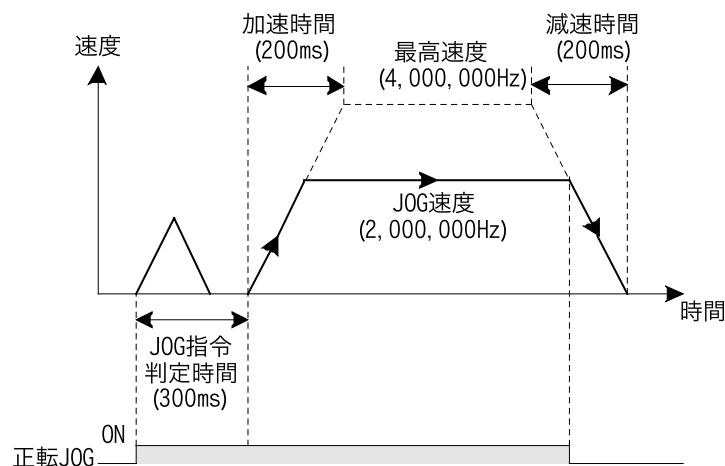 加速時間
(200ms)
減速時間
(200ms)
速度
最高速度
(4,000,000Hz)
JOG速度
(2,000,000Hz)
時間
JOG指令
判定時間
(300ms)
ON
正転JOG